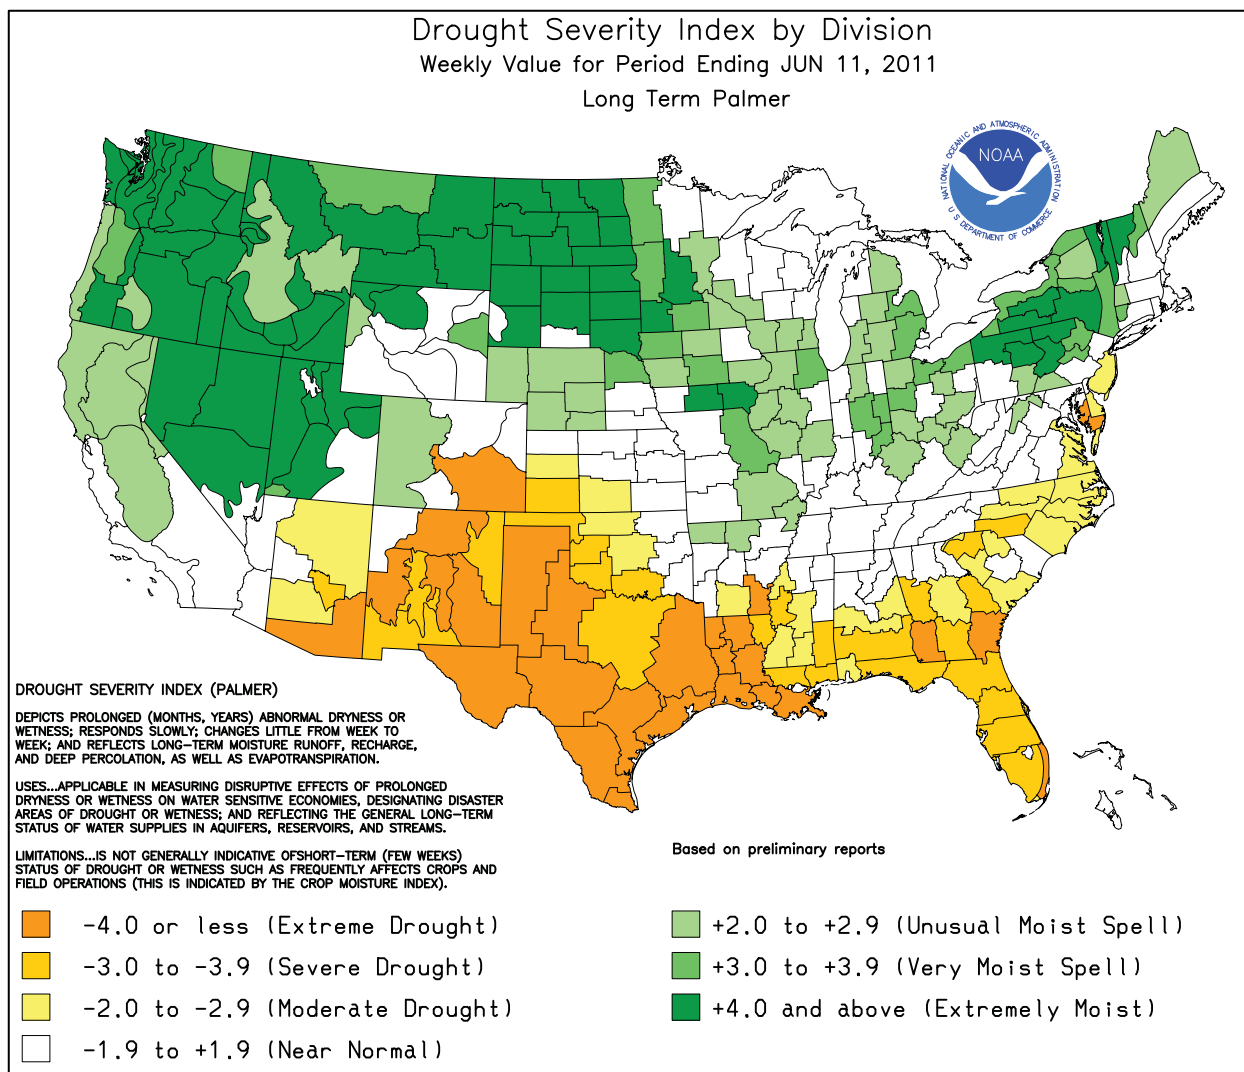 Drought Severity Index by Division
Weekly Value for Period Ending JUN 11, 2011
Long Term Palmer
NATIONAL OCEANIC AND ATMOSPHERIC ADMINISTRATION
NOAA
U S DEPARTMENT OF COMMERCE
DROUGHT SEVERITY INDEX (PALMER)
DEPICTS PROLONGED (MONTHS, YEARS) ABNORMAL DRYNESS OR
WETNESS; RESPONDS SLOWLY; CHANGES LITTLE FROM WEEK TO
WEEK; AND REFLECTS LONG-TERM MOISTURE RUNOFF, RECHARGE,
AND DEEP PERCOLATION, AS WELL AS EVAPOTRANSPIRATION.
USES...APPLICABLE IN MEASURING DISRUPTIVE EFFECTS OF PROLONGED
DRYNESS OR WETNESS ON WATER SENSITIVE ECONOMIES, DESIGNATING DISASTER
AREAS OF DROUGHT OR WETNESS; AND REFLECTING THE GENERAL LONG-TERM
STATUS OF WATER SUPPLIES IN AQUIFERS, RESERVOIRS, AND STREAMS.
LIMITATIONS...IS NOT GENERALLY INDICATIVE OFSHORT-TERM (FEW WEEKS)
STATUS OF DROUGHT OR WETNESS SUCH AS FREQUENTLY AFFECTS CROPS AND
FIELD OPERATIONS (THIS IS INDICATED BY THE CROP MOISTURE INDEX).
Based on preliminary reports
-4.0 or less (Extreme Drought)
-3.0 to -3.9 (Severe Drought)
-2.0 to -2.9 (Moderate Drought)
-1.9 to +1.9 (Near Normal)
+2.0 to +2.9 (Unusual Moist Spell)
+3.0 to +3.9 (Very Moist Spell)
+4.0 and above (Extremely Moist)